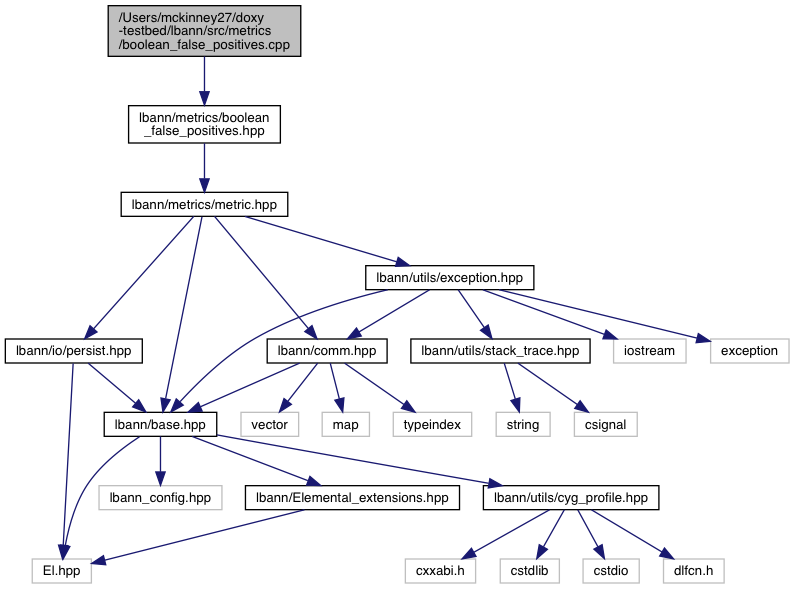 /Users/mckinney27/doxy
-testbed/lbann/src/metrics
/boolean_false_positives.cpp
lbann/metrics/boolean
_false_positives.hpp
lbann/metrics/metric.hpp
lbann/utils/exception.hpp
lbann/io/persist.hpp
lbann/comm.hpp
lbann/utils/stack_trace.hpp
iostream
exception
lbann/base.hpp
vector
map
typeindex
string
csignal
lbann_config.hpp
lbann/Elemental_extensions.hpp
lbann/utils/cyg_profile.hpp
El.hpp
cxxabi.h
cstdlib
cstdio
dlfcn.h